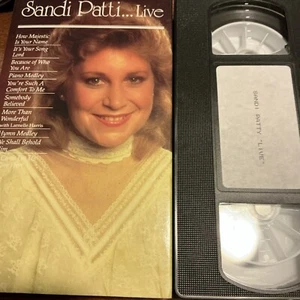 Sandi Patti...Live
How Majestic
Is Your Name
It's Your Song
Lord
Because of Who
You Are
Piano Medley
You're Such A
Comfort To Me
Somebody
Believed
More Than
Wonderful
with Larnelle Harris
Hymn Medley
We Shall Behold
Him
SANDI PATTY "LIVE"